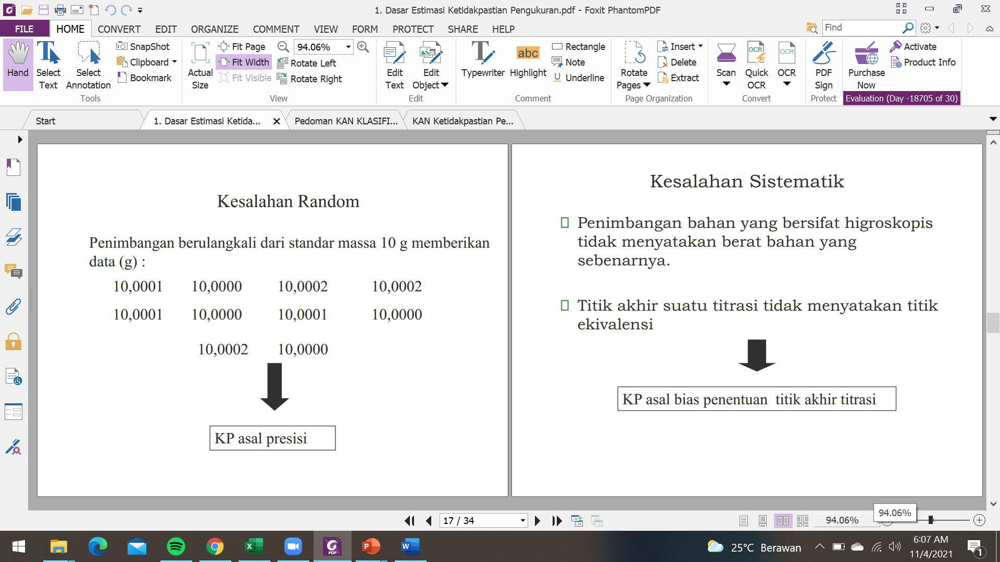 1. Dasar Estimasi Ketidakpastian Pengukuran.pdf - Foxit PhantomPDF
FILE HOME CONVERT EDIT ORGANIZE COMMENT VIEW FORM PROTECT SHARE HELP Find
Hand
Select Text
Select Annotation
SnapShot
Clipboard
Bookmark
Tools
Actual Size
Fit Page
Fit Width
Fit Visible
94.06%
Rotate Left
Rotate Right
View
Edit Text
Edit Object
Edit
Typewriter
abc
Highlight
Rectangle
Note
Underline
Comment
Rotate Pages
Insert
Delete
Extract
Page Organization
Scan
OCR
Quick OCR
OCR
OCR
Convert
PDF Sign
Protect
Purchase Now
Activate
Product Info
Evaluation (Day -18705 of 30)
Start 1. Dasar Estimasi Ketida... Pedoman KAN KLASIFI... KAN Ketidakpastian Pe...
Kesalahan Random
Penimbangan berulangkali dari standar massa 10 g memberikan
data (g) :
10,0001 10,0000 10,0002 10,0002
10,0001 10,0000 10,0001 10,0000
10,0002 10,0000
KP asal presisi
Kesalahan Sistematik
Penimbangan bahan yang bersifat higroskopis
tidak menyatakan berat bahan yang
sebenarnya.
Titik akhir suatu titrasi tidak menyatakan titik
ekivalensi
KP asal bias penentuan titik akhir titrasi
17 / 34
94.06%
94.06%
PDF
25°C Berawan
6:07 AM
11/4/2021
1